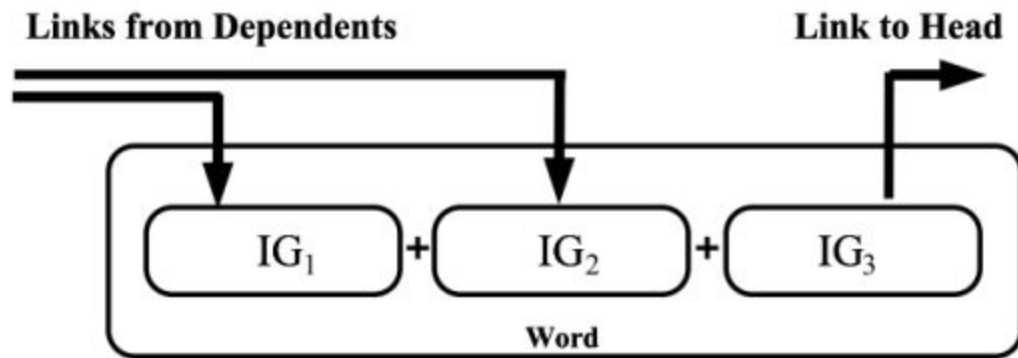 Links from Dependents Link to Head
IG₁ + IG₂ + IG₃
Word